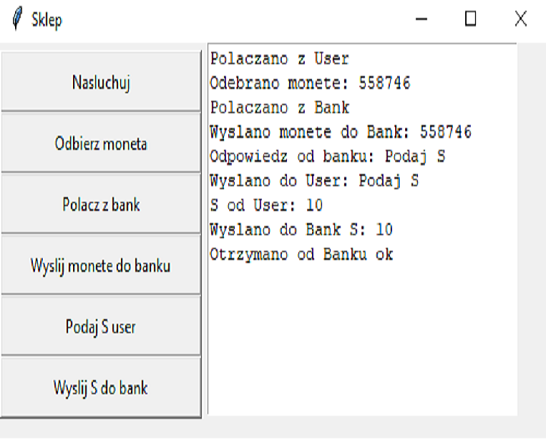 Sklep
Nasluchuj
Odbierz moneta
Polacz z bank
Wyslij monete do banku
Podaj S user
Wyslij S do bank
Polaczano z User
Odebrano monete: 558746
Polaczano z Bank
Wyslano monete do Bank: 558746
Odpowiedz od banku: Podaj S
Wyslano do User: Podaj S
S od User: 10
Wyslano do Bank S: 10
Otrzymano od Banku ok